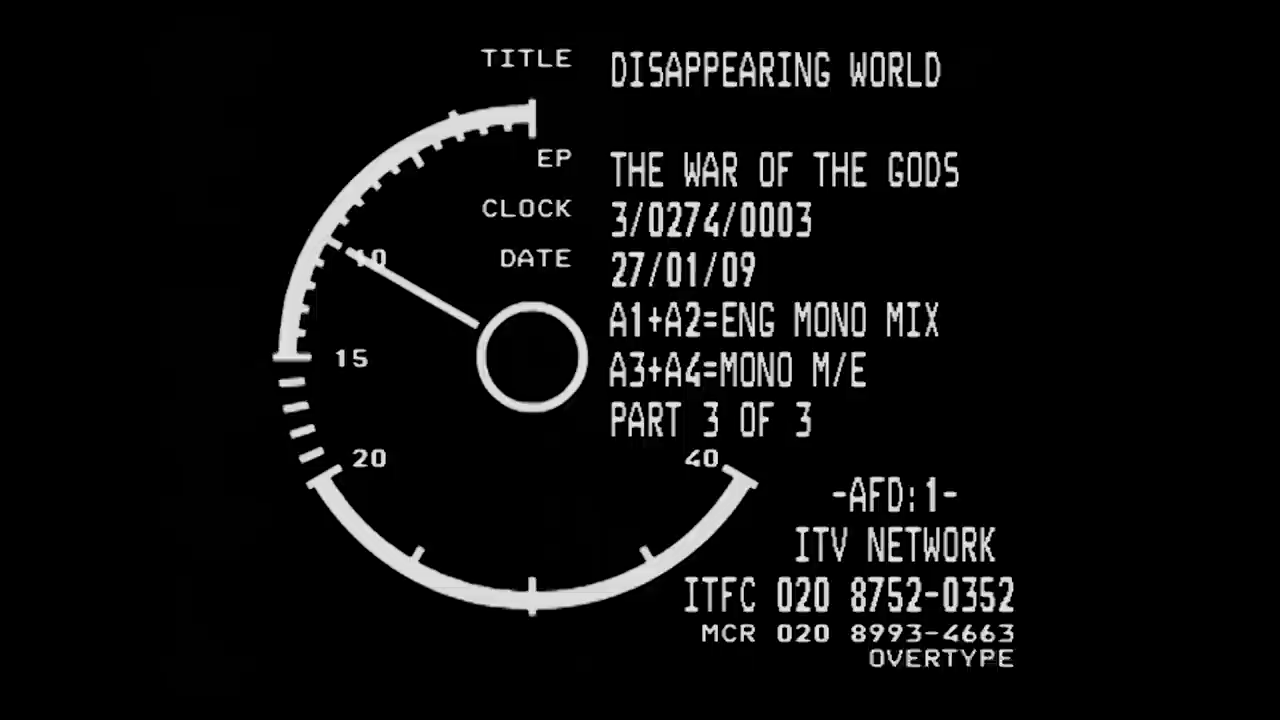 TITLE DISAPPEARING WORLD
EP THE WAR OF THE GODS
CLOCK 3/0274/0003
DATE 27/01/09
10
A1+A2=ENG MONO MIX
15 A3+A4=MONO M/E
PART 3 OF 3
20 40
-AFD:1-
ITV NETWORK
ITFC 020 8752-0352
MCR 020 8993-4663
OVERTYPE